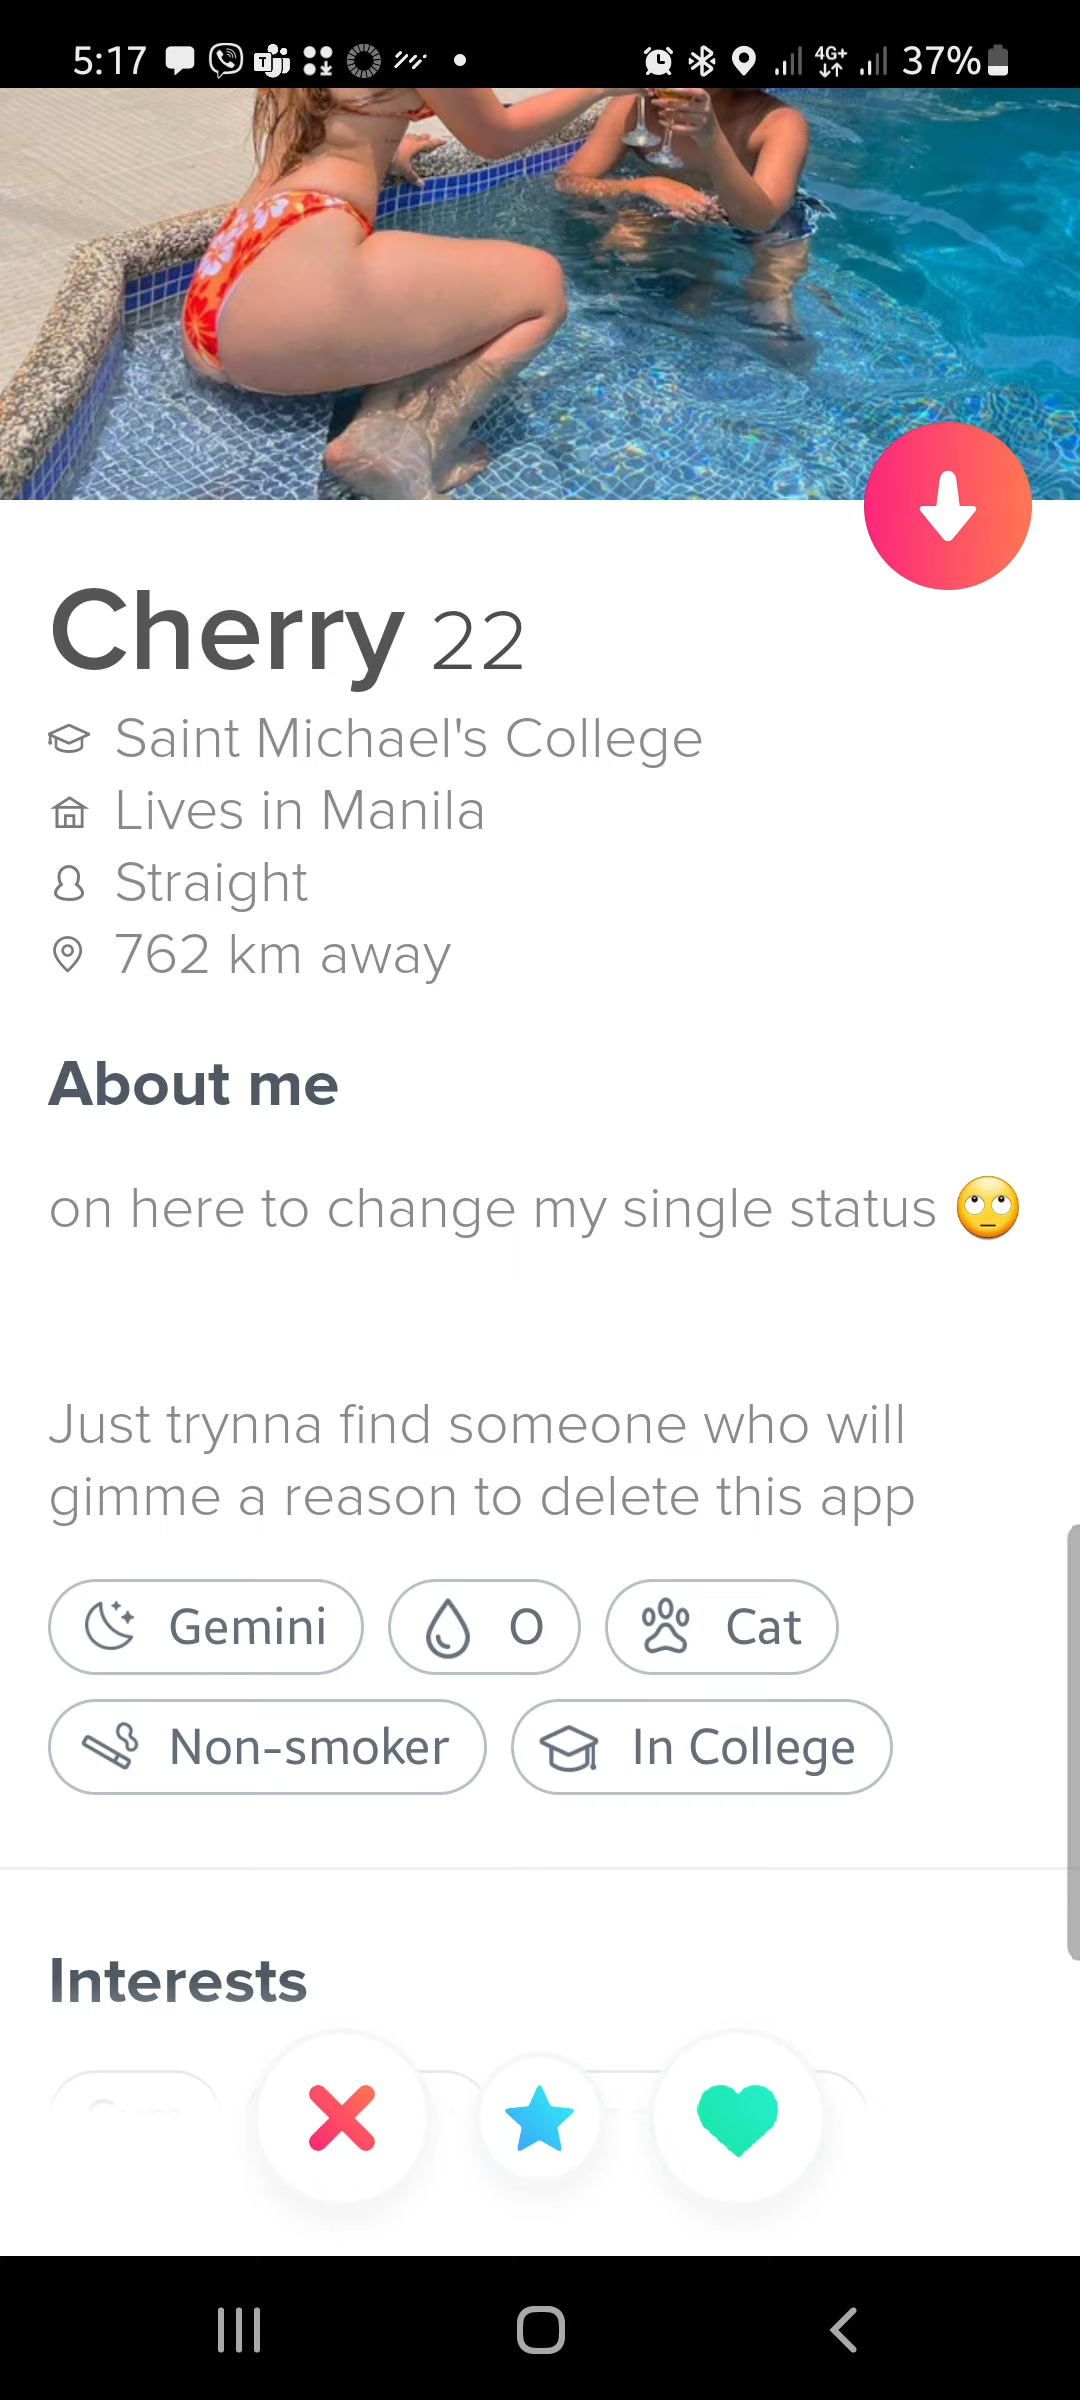 5:17
4G+
37%
Cherry 22
Saint Michael's College
Lives in Manila
Straight
762 km away
About me
on here to change my single status 🙄
Just trynna find someone who will
gimme a reason to delete this app
Gemini
O
Cat
Non-smoker
In College
Interests